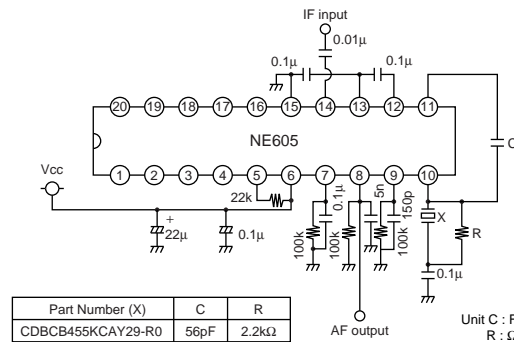 IF input
0.01μ
0.1μ
0.1μ
20 19 18 17 16 15 14 13 12 11
NE605
C
Vcc
1 2 3 4 5 6 7 8 9 10
22k
+
22μ
0.1μ
100k
0.1μ
100k
5n
100k
150p
X
R
0.1μ
AF output
Part Number (X) C R
CDBCB455KCAY29-R0 56pF 2.2kΩ
Unit C : F
R : Ω